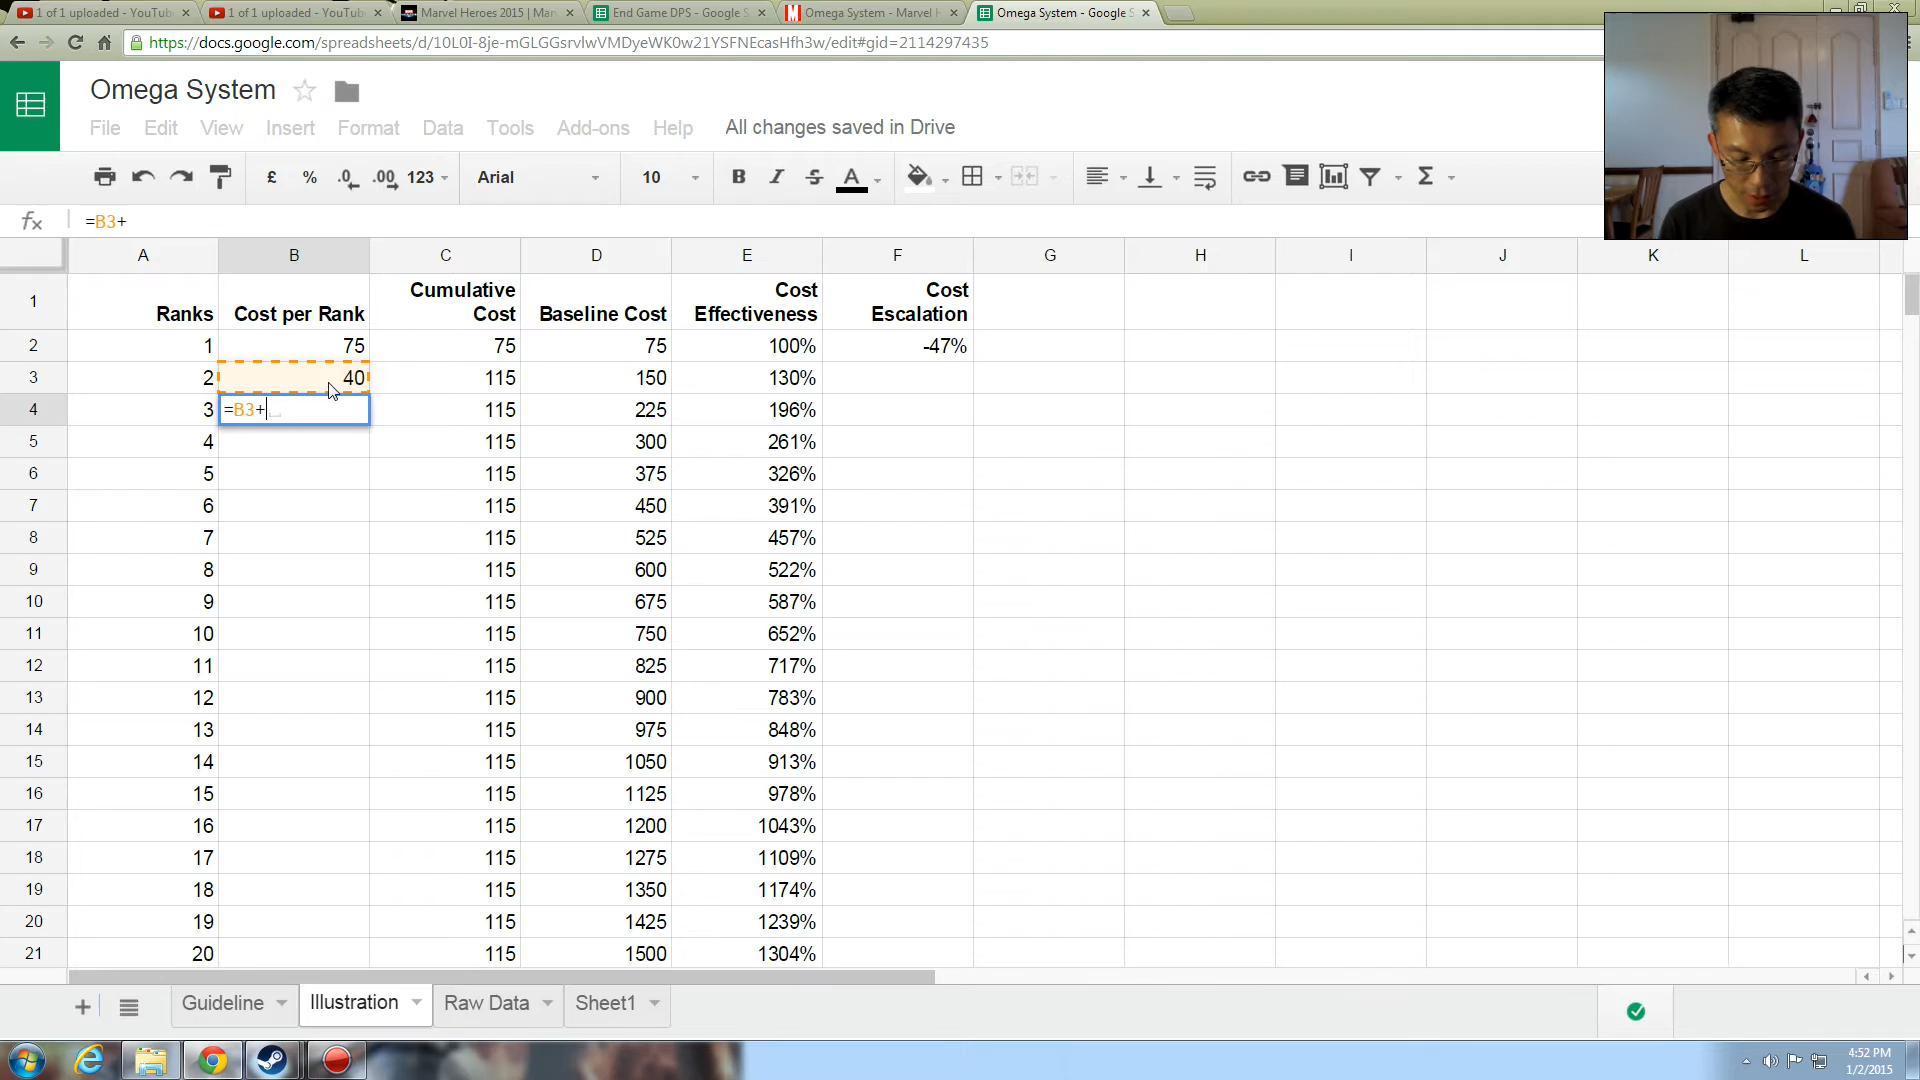 1 of 1 uploaded - YouTub
1 of 1 uploaded - YouTub
Marvel Heroes 2015 | Mar
End Game DPS - Google S
Omega System - Marvel H
Omega System - Google S
https://docs.google.com/spreadsheets/d/10L0I-8je-mGLGGsrvlwVMDyeWK0w21YSFNEcasHfh3w/edit#gid=2114297435
Omega System
File Edit View Insert Format Data Tools Add-ons Help All changes saved in Drive
£ % .0 .00 123 Arial 10 B I S A Σ
fx =B3+
A B C D E F G H I J K L
1 Ranks Cost per Rank Cumulative Cost Baseline Cost Cost Effectiveness Cost Escalation
2 1 75 75 75 100% -47%
3 2 40 115 150 130%
4 3 =B3+ 115 225 196%
5 4 115 300 261%
6 5 115 375 326%
7 6 115 450 391%
8 7 115 525 457%
9 8 115 600 522%
10 9 115 675 587%
11 10 115 750 652%
12 11 115 825 717%
13 12 115 900 783%
14 13 115 975 848%
15 14 115 1050 913%
16 15 115 1125 978%
17 16 115 1200 1043%
18 17 115 1275 1109%
19 18 115 1350 1174%
20 19 115 1425 1239%
21 20 115 1500 1304%
Guideline Illustration Raw Data Sheet1
4:52 PM
1/2/2015